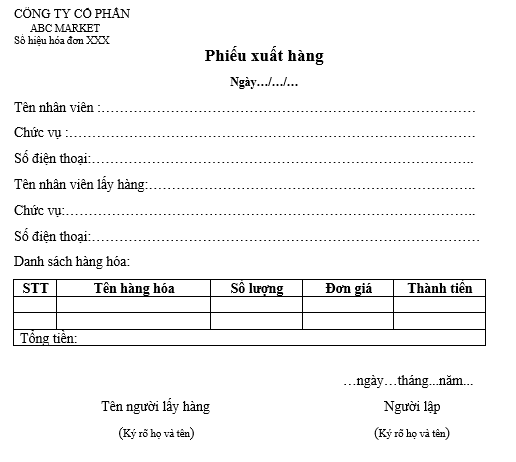 CÔNG TY CỔ PHẦN
ABC MARKET
Số hiệu hóa đơn XXX
Phiếu xuất hàng
Ngày.../.../...
Tên nhân viên :……………………………………………………………………..
Chức vụ :…………………………………………………………………………...
Số điện thoại:……………………………………………………………………..
Tên nhân viên lấy hàng:…………………………………………………………..
Chức vụ:…………………………………………………………………………..
Số điện thoại:………………………………………………………………………
Danh sách hàng hóa:
STT Tên hàng hóa Số lượng Đơn giá Thành tiền
Tổng tiền:
…ngày…tháng...năm...
Tên người lấy hàng Người lập
(Ký rõ họ và tên) (Ký rõ họ và tên)